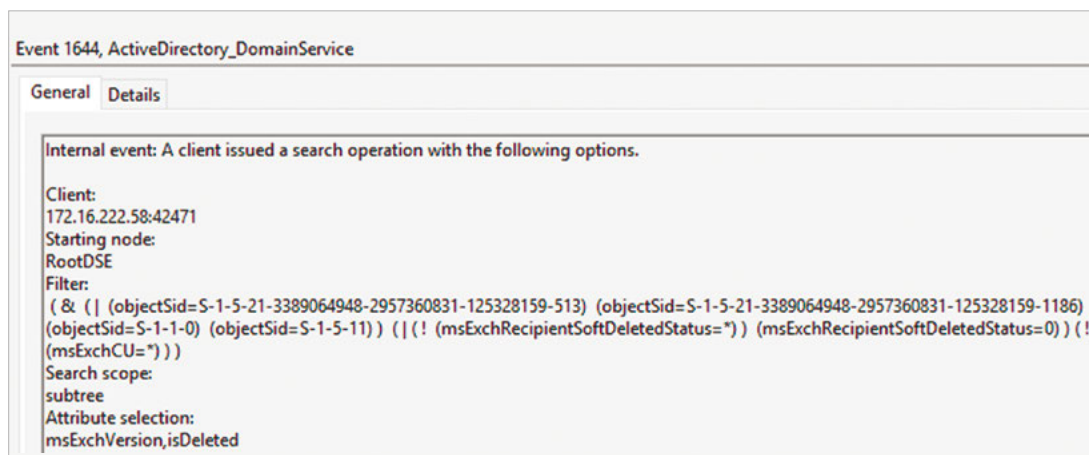 Event 1644, ActiveDirectory_DomainService
General Details
Internal event: A client issued a search operation with the following options.
Client:
172.16.222.58:42471
Starting node:
RootDSE
Filter:
( & ( | (objectSid=S-1-5-21-3389064948-2957360831-125328159-513) (objectSid=S-1-5-21-3389064948-2957360831-125328159-1186)
(objectSid=S-1-1-0) (objectSid=S-1-5-11) ) ( | ( ! (msExchRecipientSoftDeletedStatus=*) ) (msExchRecipientSoftDeletedStatus=0) ) ( !
(msExchCU=*) ) )
Search scope:
subtree
Attribute selection:
msExchVersion,isDeleted